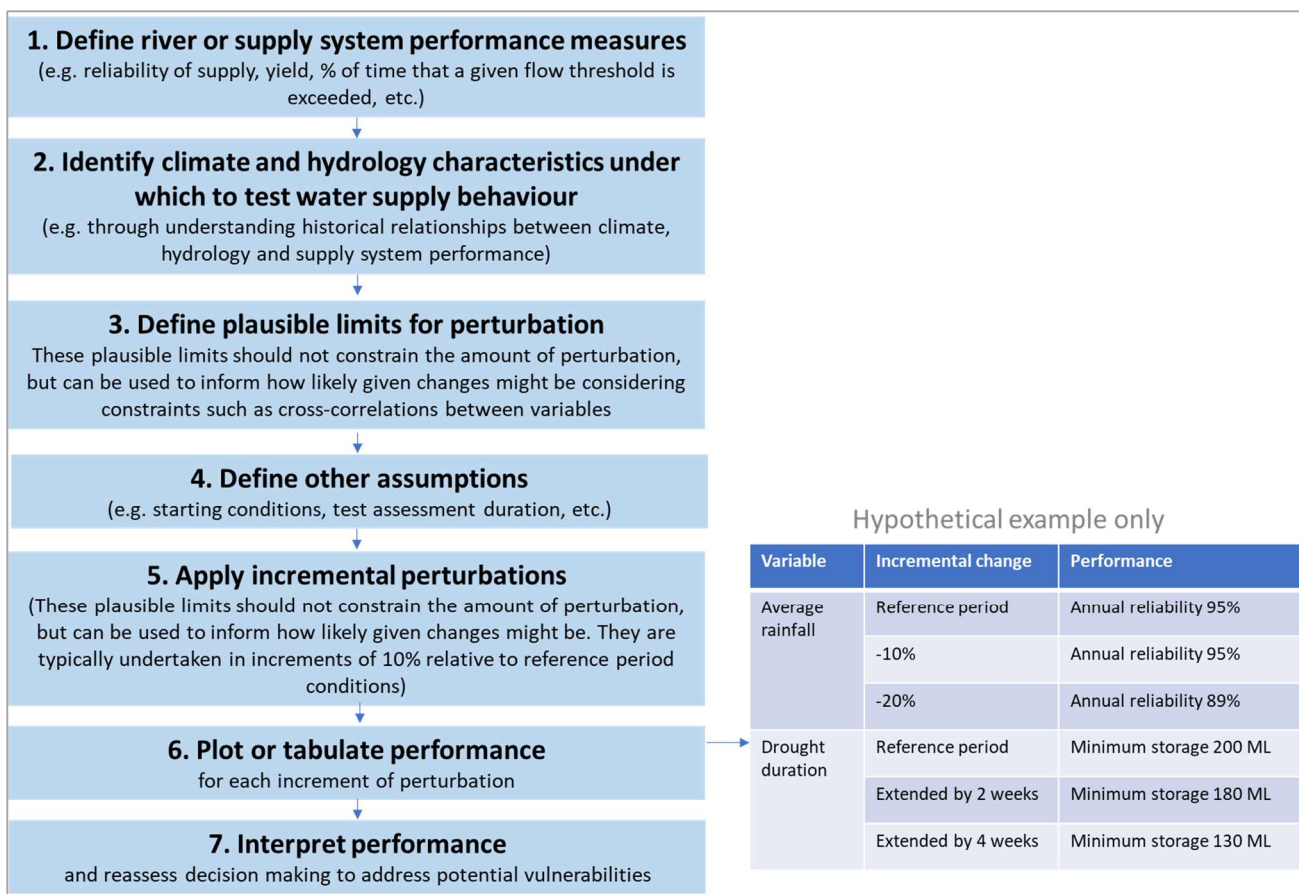 1. Define river or supply system performance measures
(e.g. reliability of supply, yield, % of time that a given flow threshold is
exceeded, etc.)
2. Identify climate and hydrology characteristics under
which to test water supply behaviour
(e.g. through understanding historical relationships between climate,
hydrology and supply system performance)
3. Define plausible limits for perturbation
These plausible limits should not constrain the amount of perturbation,
but can be used to inform how likely given changes might be considering
constraints such as cross-correlations between variables
4. Define other assumptions
(e.g. starting conditions, test assessment duration, etc.)
5. Apply incremental perturbations
(These plausible limits should not constrain the amount of perturbation,
but can be used to inform how likely given changes might be. They are
typically undertaken in increments of 10% relative to reference period
conditions)
6. Plot or tabulate performance
for each increment of perturbation
7. Interpret performance
and reassess decision making to address potential vulnerabilities
Hypothetical example only
Variable Incremental change Performance
Average Reference period Annual reliability 95%
rainfall
-10% Annual reliability 95%
-20% Annual reliability 89%
Drought Reference period Minimum storage 200 ML
duration
Extended by 2 weeks Minimum storage 180 ML
Extended by 4 weeks Minimum storage 130 ML